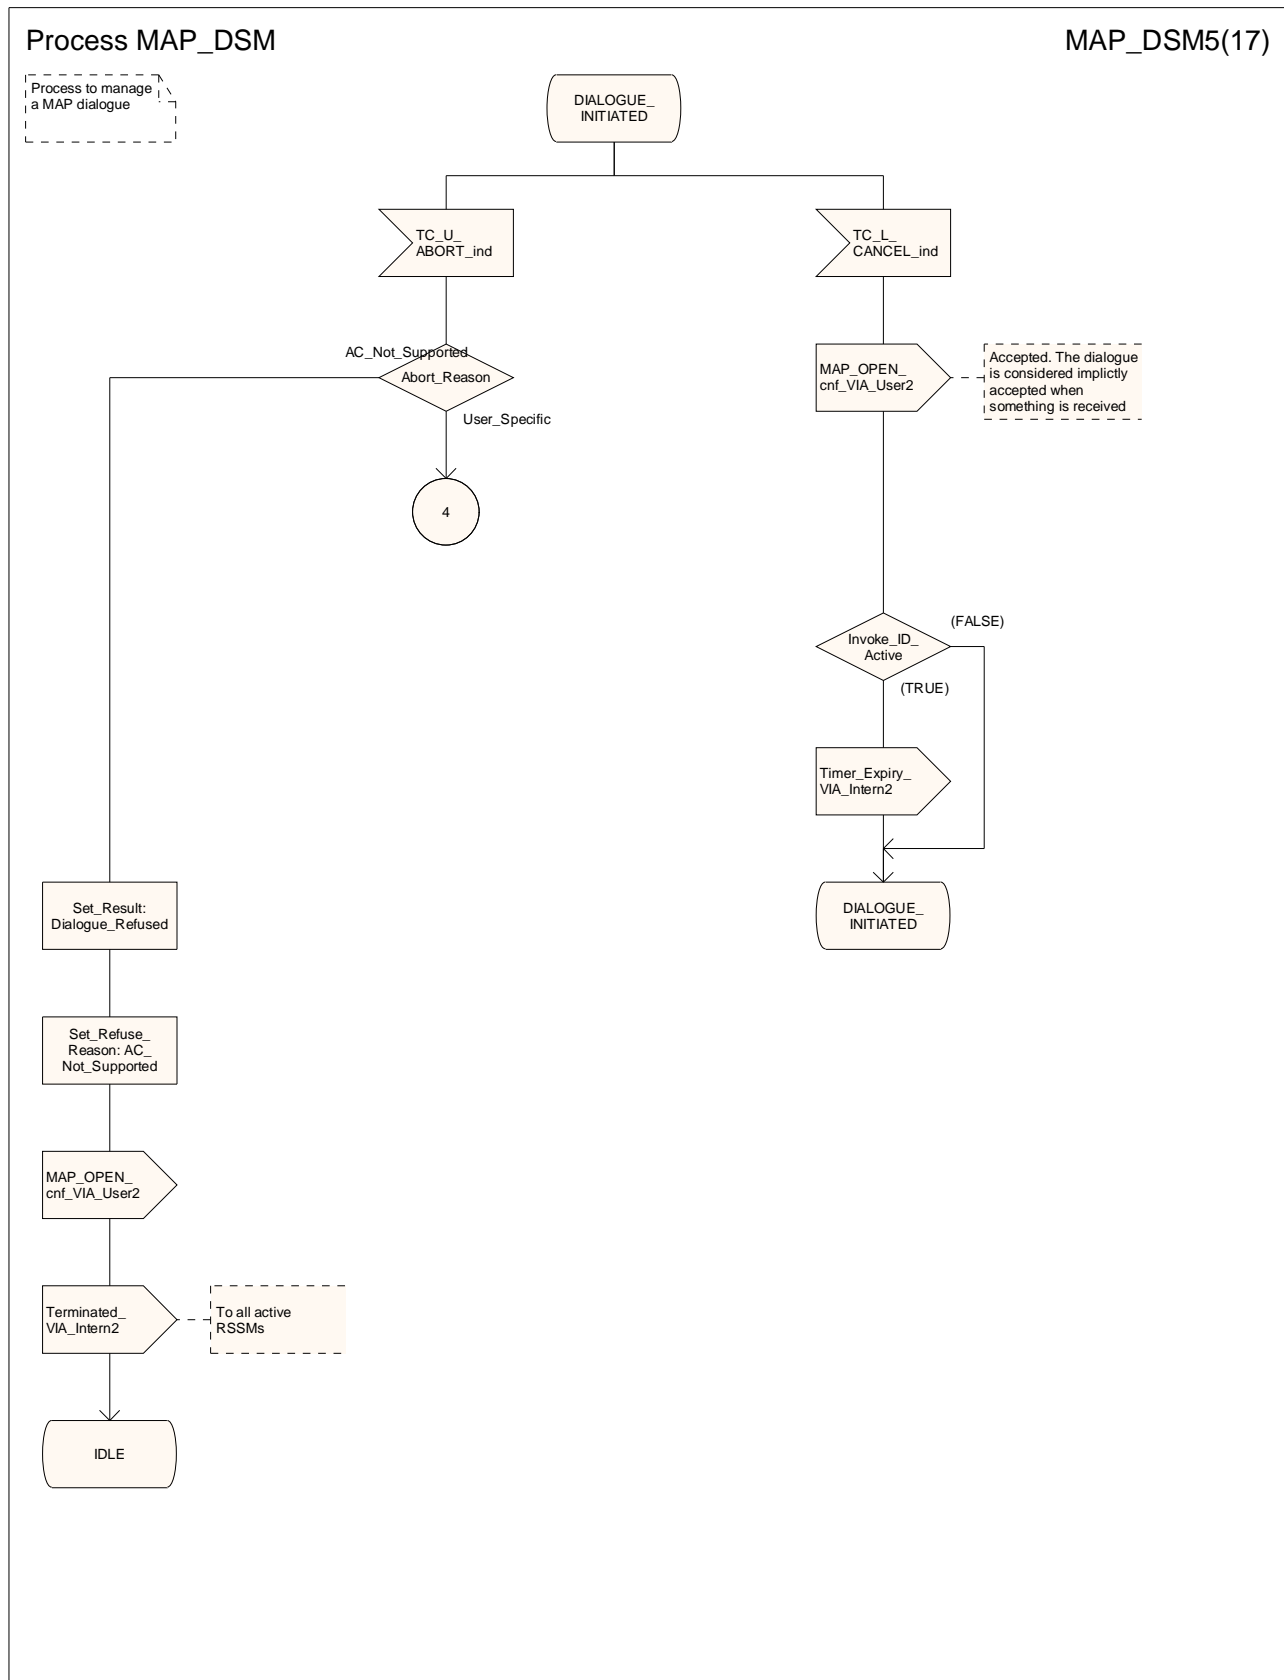 Process MAP_DSM
MAP_DSM5(17)
Process to manage
a MAP dialogue
DIALOGUE_
INITIATED
TC_U_
ABORT_ind
TC_L_
CANCEL_ind
AC_Not_Supported
Abort_Reason
User_Specific
4
MAP_OPEN_
cnf_VIA_User2
Accepted. The dialogue
is considered implictly
accepted when
something is received
Invoke_ID_
Active
(FALSE)
(TRUE)
Timer_Expiry_
VIA_Intern2
DIALOGUE_
INITIATED
Set_Result:
Dialogue_Refused
Set_Refuse_
Reason: AC_
Not_Supported
MAP_OPEN_
cnf_VIA_User2
Terminated_
VIA_Intern2
To all active
RSSMs
IDLE